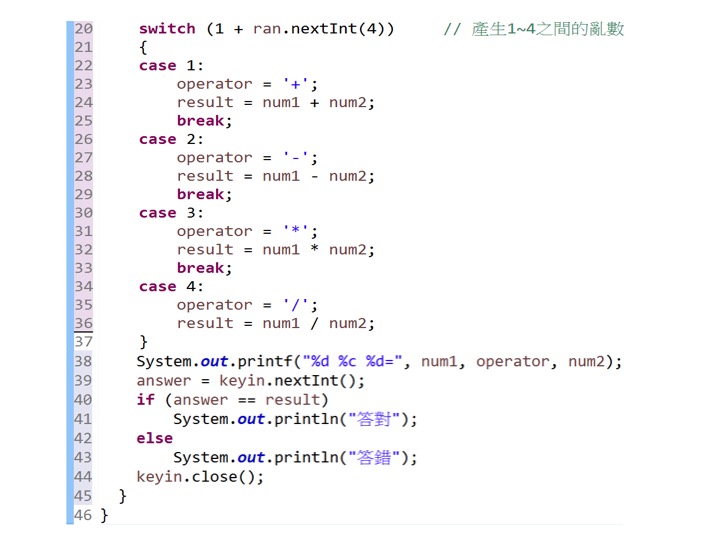 20     switch (1 + ran.nextInt(4))     // 產生1~4之間的亂數
21     {
22     case 1:
23         operator = '+';
24         result = num1 + num2;
25         break;
26     case 2:
27         operator = '-';
28         result = num1 - num2;
29         break;
30     case 3:
31         operator = '*';
32         result = num1 * num2;
33         break;
34     case 4:
35         operator = '/';
36         result = num1 / num2;
37     }
38     System.out.printf("%d %c %d=", num1, operator, num2);
39     answer = keyin.nextInt();
40     if (answer == result)
41         System.out.println("答對");
42     else
43         System.out.println("答錯");
44     keyin.close();
45   }
46 }